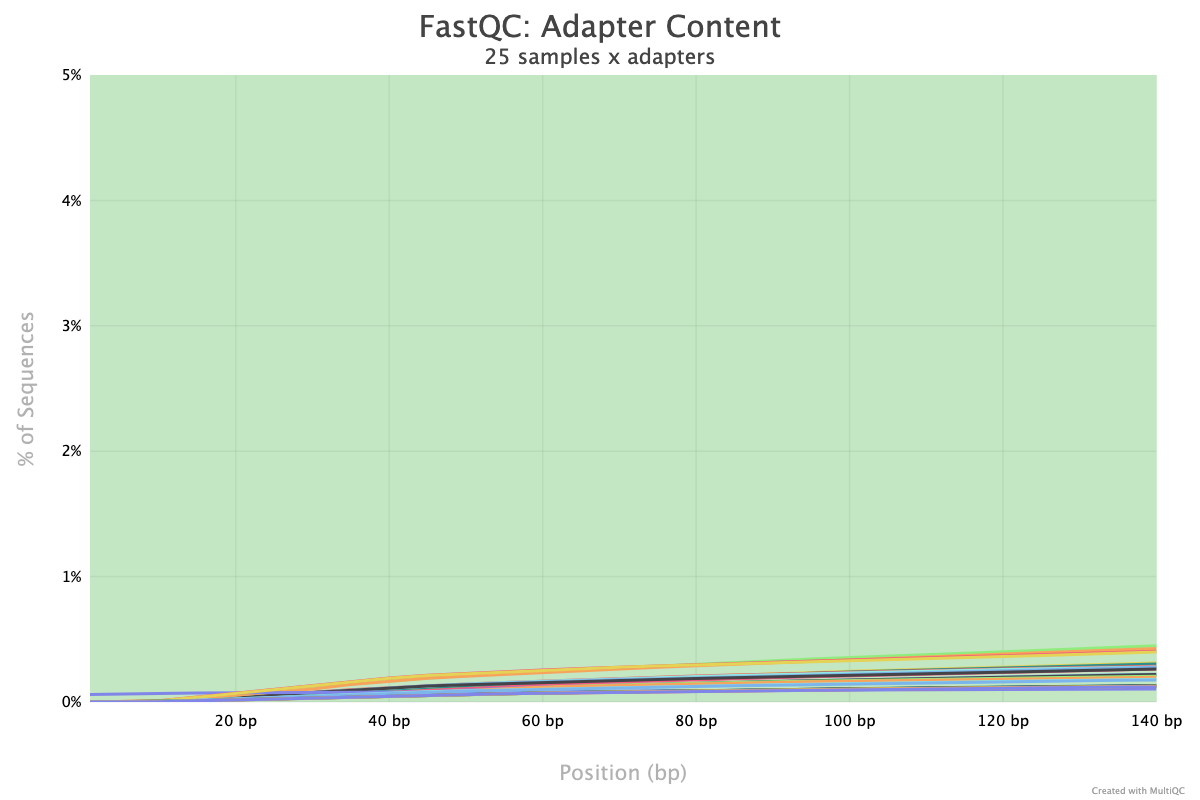 FastQC: Adapter Content
25 samples x adapters
5%
4%
3%
2%
1%
0%
% of Sequences
20 bp 40 bp 60 bp 80 bp 100 bp 120 bp 140 bp
Position (bp)
Created with MultiQC